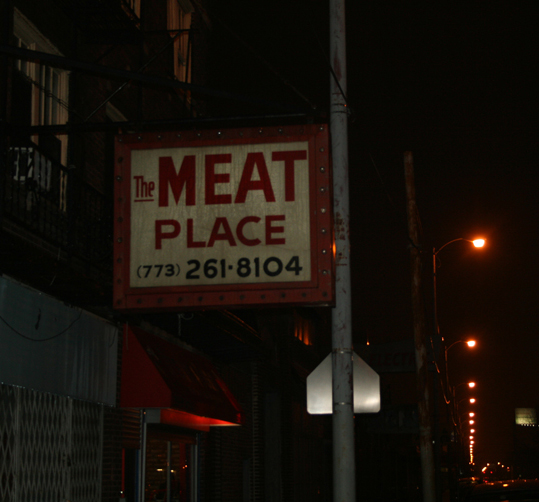 The MEAT
PLACE
(773) 261-8104